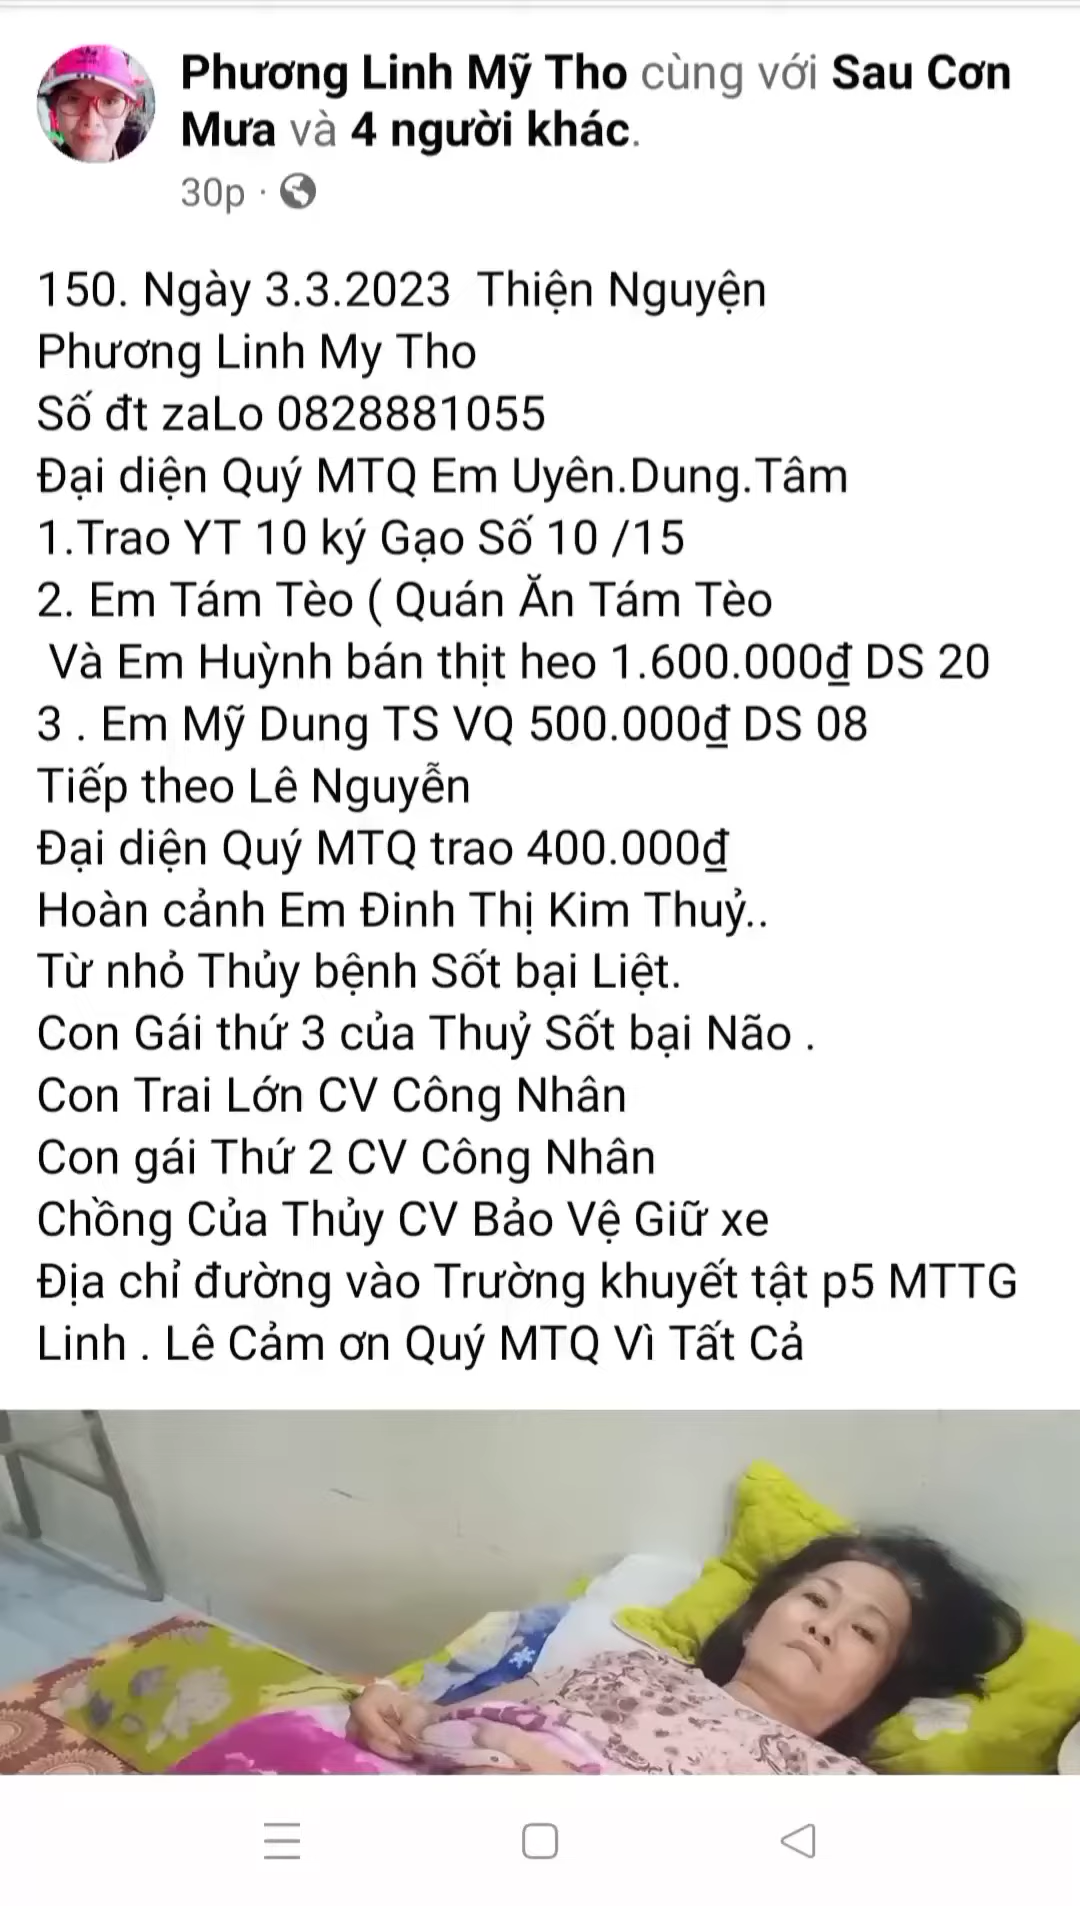 Phương Linh Mỹ Tho cùng với Sau Cơn
Mưa và 4 người khác.
30p ·
150. Ngày 3.3.2023 Thiện Nguyện
Phương Linh My Tho
Số đt zaLo 0828881055
Đại diện Quý MTQ Em Uyên.Dung.Tâm
1.Trao YT 10 ký Gạo Số 10 /15
2. Em Tám Tèo ( Quán Ăn Tám Tèo
Và Em Huỳnh bán thịt heo 1.600.000₫ DS 20
3 . Em Mỹ Dung TS VQ 500.000₫ DS 08
Tiếp theo Lê Nguyễn
Đại diện Quý MTQ trao 400.000₫
Hoàn cảnh Em Đinh Thị Kim Thuỷ..
Từ nhỏ Thủy bệnh Sốt bại Liệt.
Con Gái thứ 3 của Thuỷ Sốt bại Não .
Con Trai Lớn CV Công Nhân
Con gái Thứ 2 CV Công Nhân
Chồng Của Thủy CV Bảo Vệ Giữ xe
Địa chỉ đường vào Trường khuyết tật p5 MTTG
Linh . Lê Cảm ơn Quý MTQ Vì Tất Cả